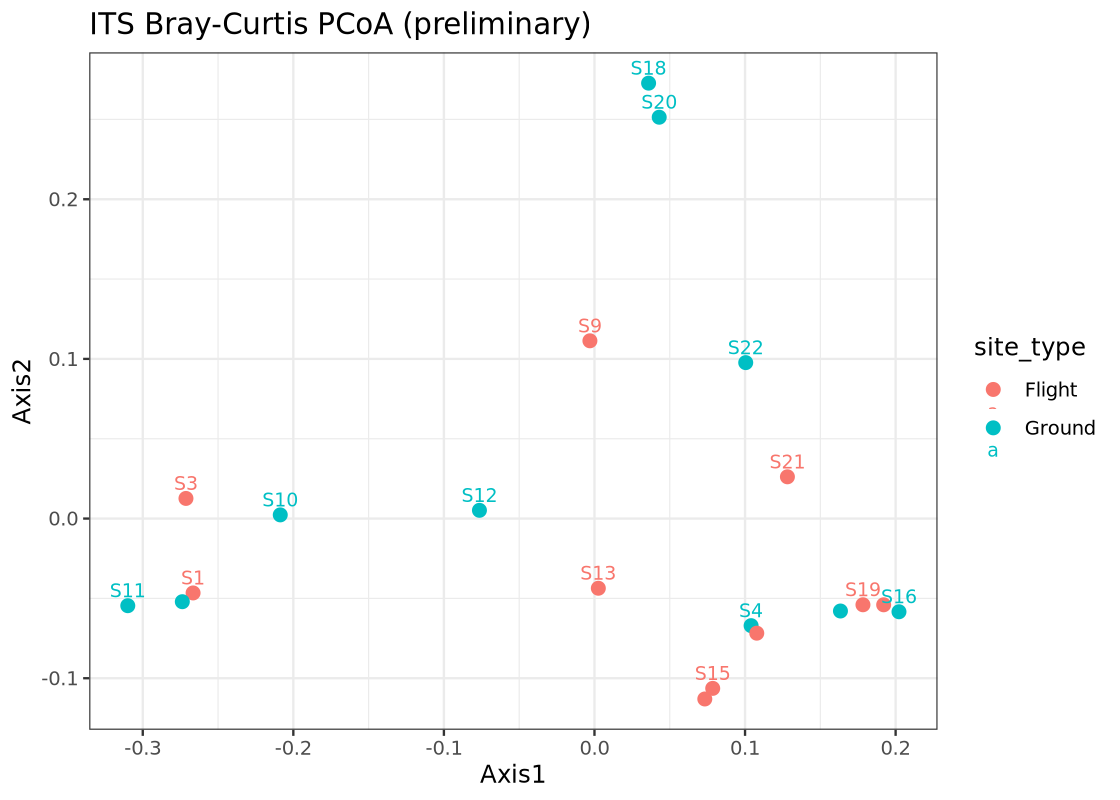 ITS Bray-Curtis PCoA (preliminary)
S18
S20
0.2
S9
S22
0.1
site_type
Flight
Ground
a
S21
S3
S10
S12
0.0
S13
S1
S11
S19
S16
S4
S15
-0.1
Axis2
-0.3
-0.2
-0.1
0.0
0.1
0.2
Axis1